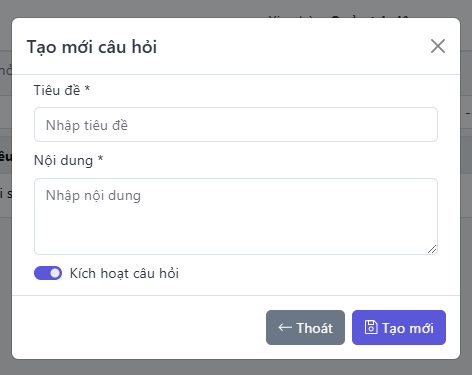 Tạo mới câu hỏi
Tiêu đề *
Nhập tiêu đề
Nội dung *
Nhập nội dung
Kích hoạt câu hỏi
Thoát
Tạo mới